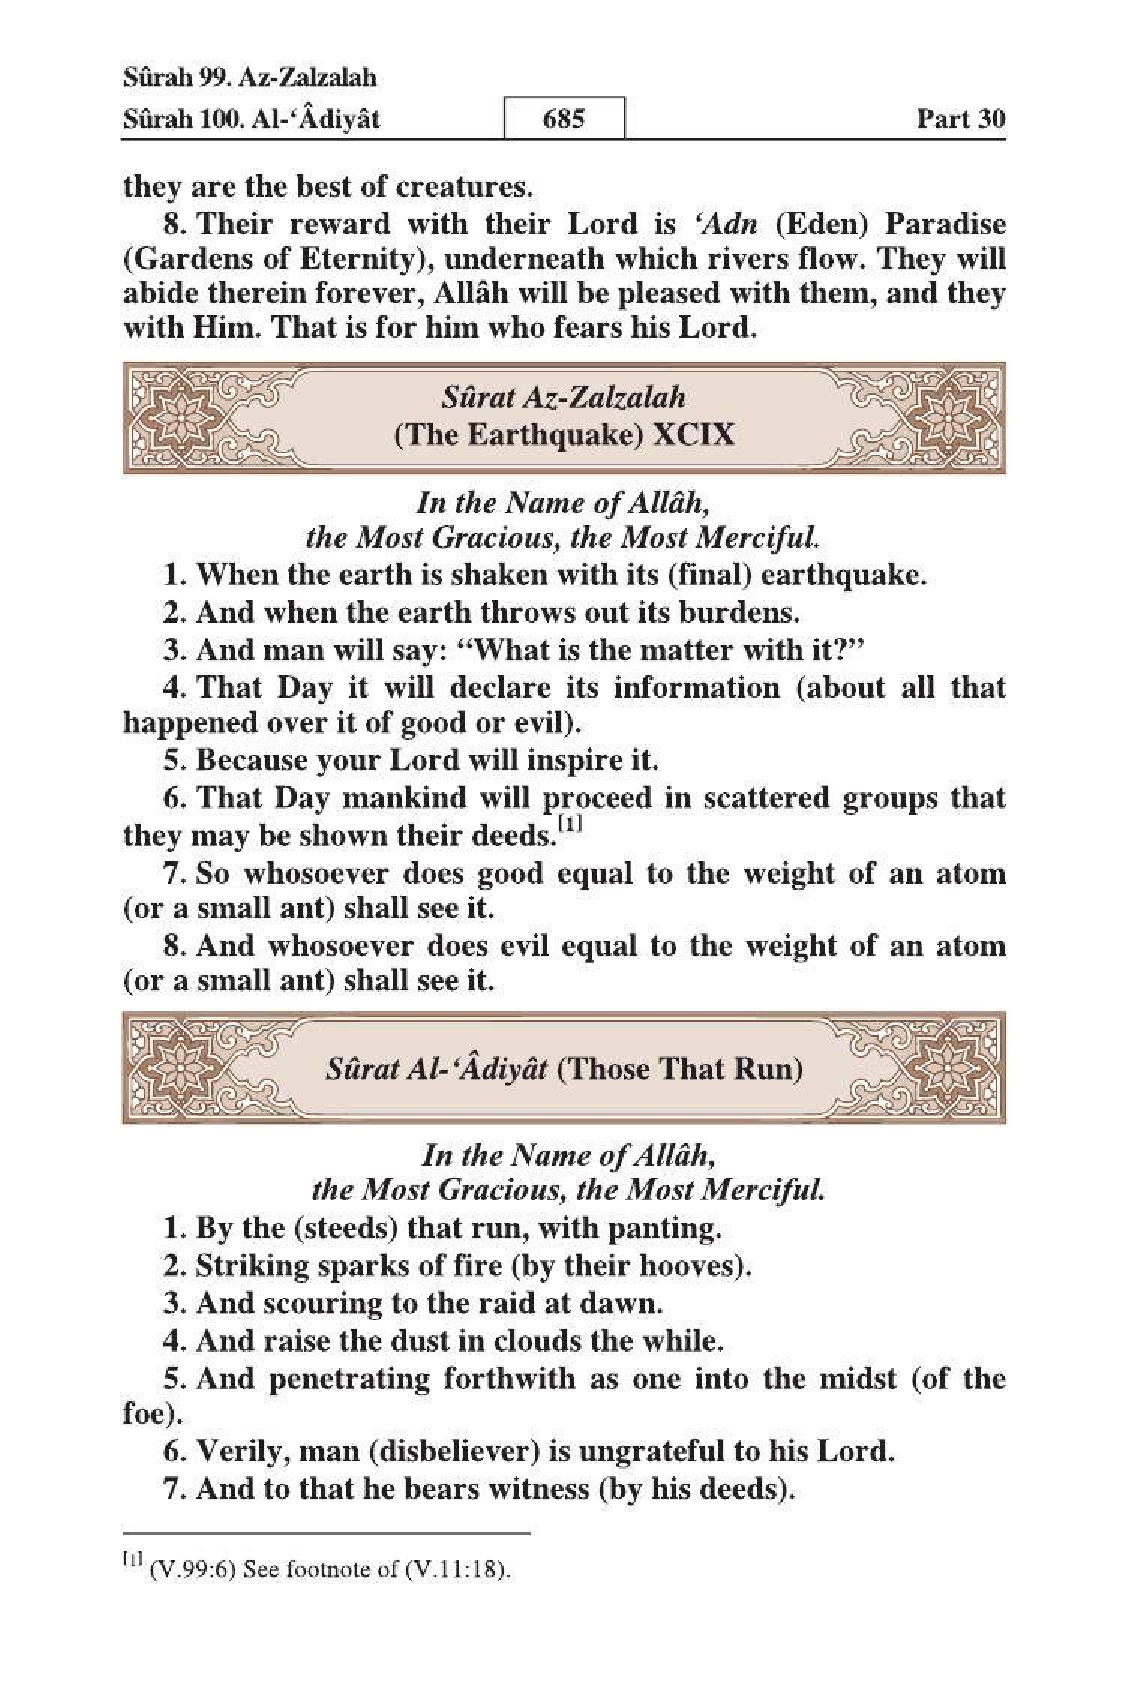 Sûrah 99. Az-Zalzalah
Sûrah 100. Al-‘Âdiyât 685 Part 30
they are the best of creatures.
8. Their reward with their Lord is ‘Adn (Eden) Paradise
(Gardens of Eternity), underneath which rivers flow. They will
abide therein forever, Allâh will be pleased with them, and they
with Him. That is for him who fears his Lord.
Sûrat Az-Zalzalah
(The Earthquake) XCIX
In the Name of Allâh,
the Most Gracious, the Most Merciful.
1. When the earth is shaken with its (final) earthquake.
2. And when the earth throws out its burdens.
3. And man will say: “What is the matter with it?”
4. That Day it will declare its information (about all that
happened over it of good or evil).
5. Because your Lord will inspire it.
6. That Day mankind will proceed in scattered groups that
they may be shown their deeds.[1]
7. So whosoever does good equal to the weight of an atom
(or a small ant) shall see it.
8. And whosoever does evil equal to the weight of an atom
(or a small ant) shall see it.
Sûrat Al-‘Âdiyât (Those That Run)
In the Name of Allâh,
the Most Gracious, the Most Merciful.
1. By the (steeds) that run, with panting.
2. Striking sparks of fire (by their hooves).
3. And scouring to the raid at dawn.
4. And raise the dust in clouds the while.
5. And penetrating forthwith as one into the midst (of the
foe).
6. Verily, man (disbeliever) is ungrateful to his Lord.
7. And to that he bears witness (by his deeds).
[1] (V.99:6) See footnote of (V.11:18).